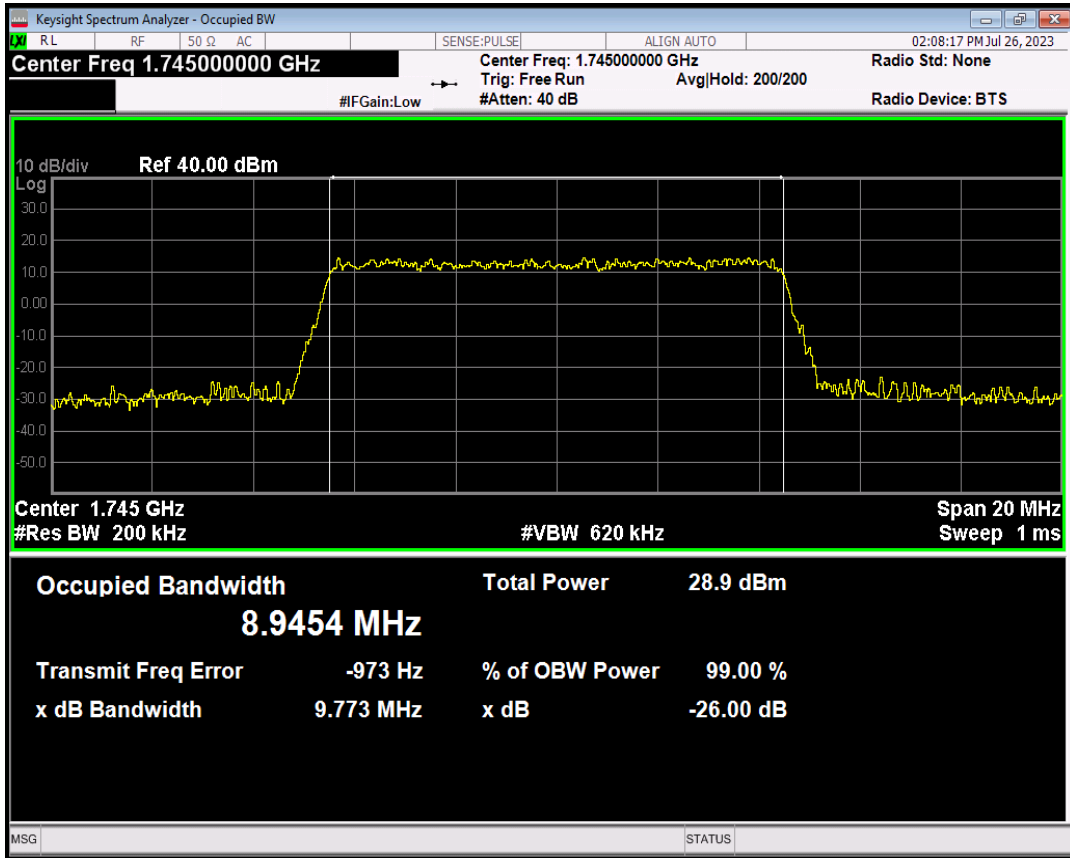 Keysight Spectrum Analyzer - Occupied BW
LXI RL RF 50 Ω AC SENSE:PULSE ALIGN AUTO 02:08:17 PM Jul 26, 2023
Center Freq 1.745000000 GHz Center Freq: 1.745000000 GHz Radio Std: None
Trig: Free Run Avg|Hold: 200/200
#IFGain:Low #Atten: 40 dB Radio Device: BTS
10 dB/div Ref 40.00 dBm
Log
30.0
20.0
10.0
0.00
-10.0
-20.0
-30.0
-40.0
-50.0
Center 1.745 GHz Span 20 MHz
#Res BW 200 kHz #VBW 620 kHz Sweep 1 ms
Occupied Bandwidth Total Power 28.9 dBm
8.9454 MHz
Transmit Freq Error -973 Hz % of OBW Power 99.00 %
x dB Bandwidth 9.773 MHz x dB -26.00 dB
MSG STATUS